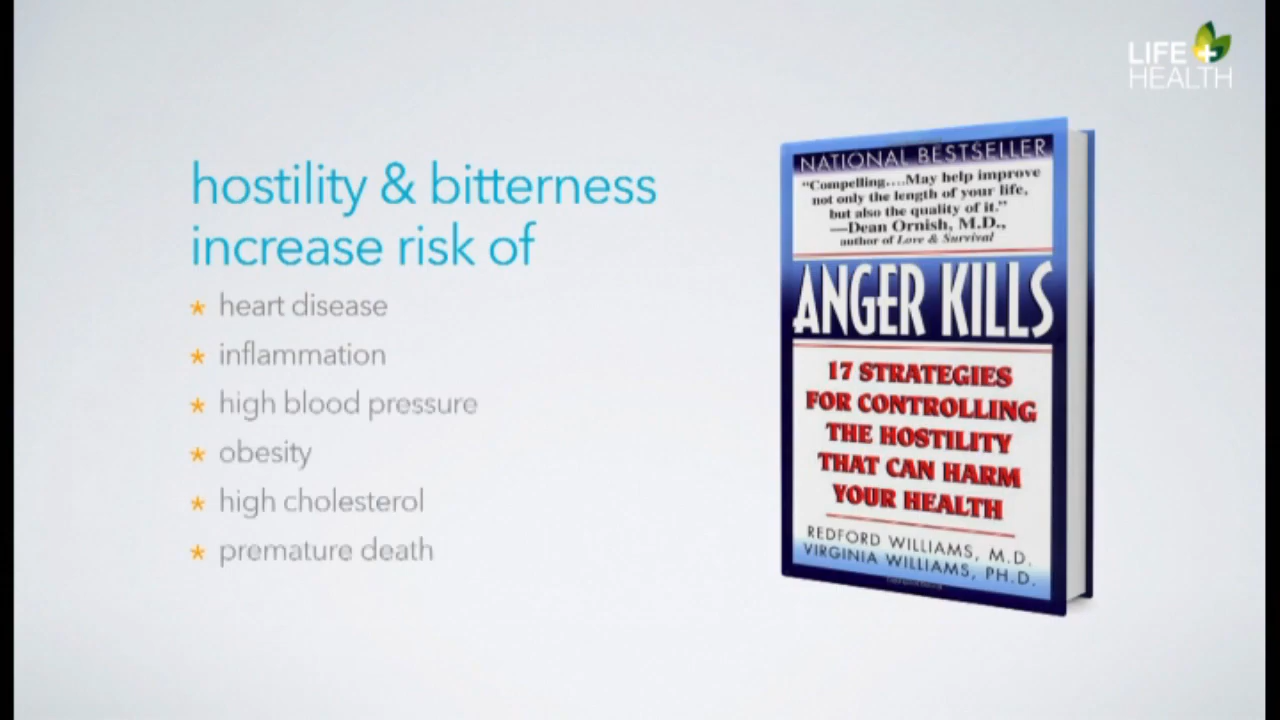 LIFE +
HEALTH
hostility & bitterness
increase risk of
* heart disease
* inflammation
* high blood pressure
* obesity
* high cholesterol
* premature death
NATIONAL BESTSELLER
“Compelling....May help improve
not only the length of your life,
but also the quality of it.”
—Dean Ornish, M.D.,
author of Love & Survival
ANGER KILLS
17 STRATEGIES
FOR CONTROLLING
THE HOSTILITY
THAT CAN HARM
YOUR HEALTH
REDFORD WILLIAMS, M.D.
VIRGINIA WILLIAMS, PH.D.